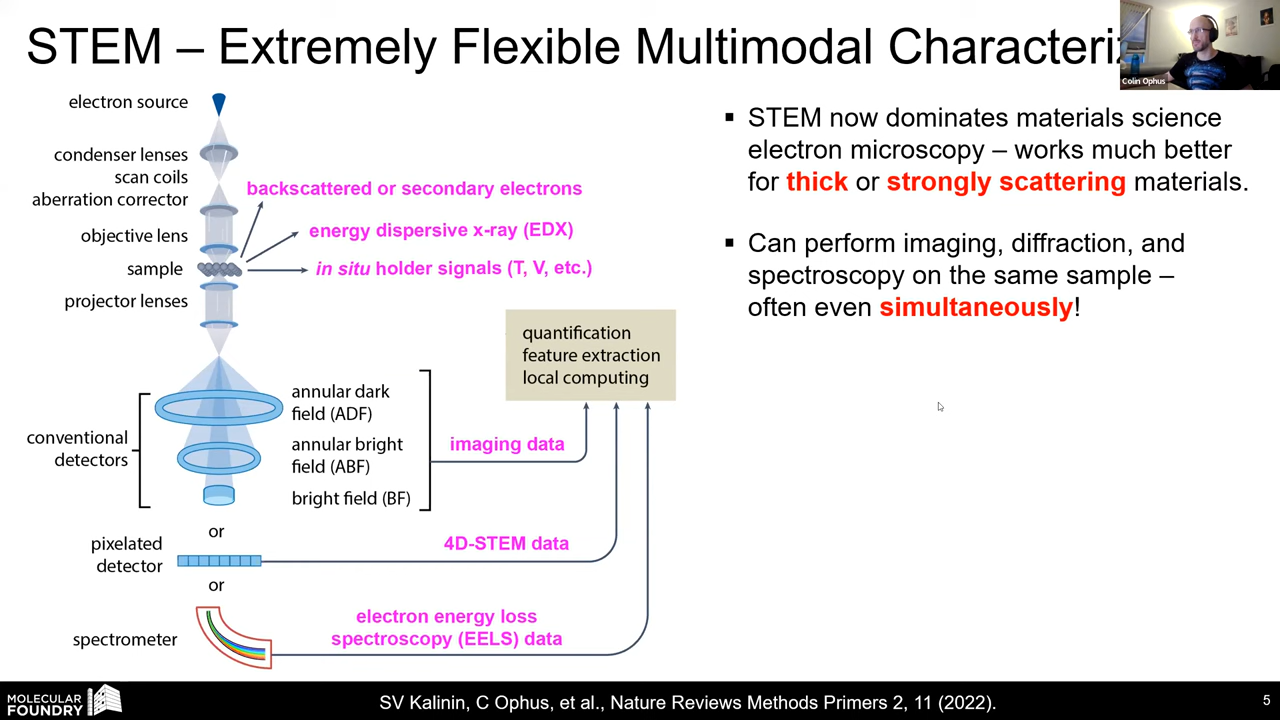 STEM – Extremely Flexible Multimodal Characteriz
Colin Ophus
electron source
condenser lenses
scan coils
aberration corrector
objective lens
sample
projector lenses
backscattered or secondary electrons
energy dispersive x-ray (EDX)
in situ holder signals (T, V, etc.)
quantification
feature extraction
local computing
conventional
detectors
annular dark
field (ADF)
annular bright
field (ABF)
bright field (BF)
imaging data
or
pixelated
detector
4D-STEM data
or
spectrometer
electron energy loss
spectroscopy (EELS) data
▪ STEM now dominates materials science
electron microscopy – works much better
for thick or strongly scattering materials.
▪ Can perform imaging, diffraction, and
spectroscopy on the same sample –
often even simultaneously!
MOLECULAR
FOUNDRY
SV Kalinin, C Ophus, et al., Nature Reviews Methods Primers 2, 11 (2022).
5